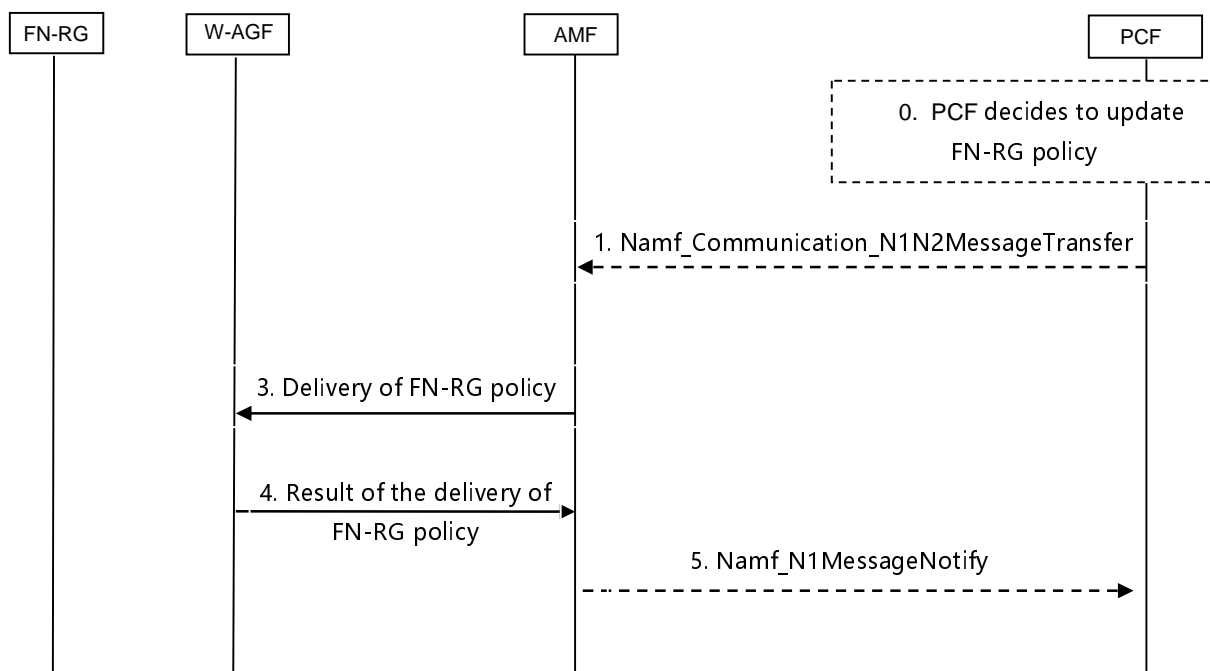 FN-RG
W-AGF
AMF
PCF
0. PCF decides to update
FN-RG policy
1. Namf_Communication_N1N2MessageTransfer
3. Delivery of FN-RG policy
4. Result of the delivery of
FN-RG policy
5. Namf_N1MessageNotify